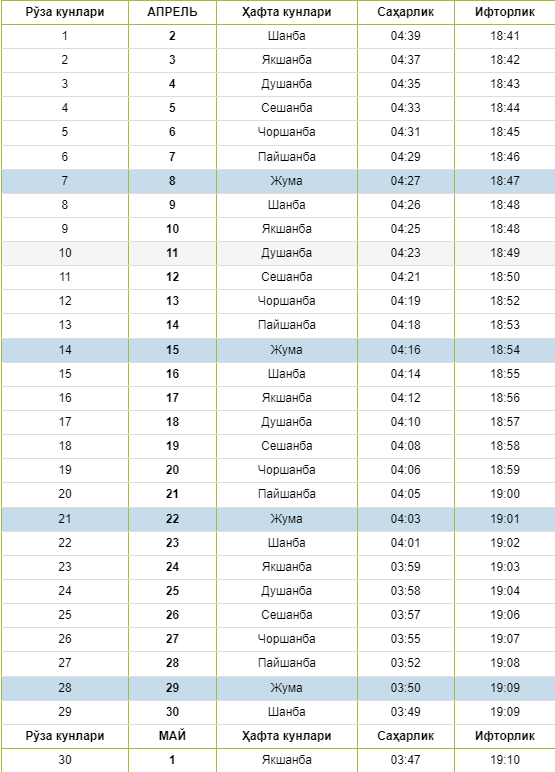 Рўза кунлари АПРЕЛЬ Ҳафта кунлари Саҳарлик Ифторлик
1 2 Шанба 04:39 18:41
2 3 Якшанба 04:37 18:42
3 4 Душанба 04:35 18:43
4 5 Сешанба 04:33 18:44
5 6 Чоршанба 04:31 18:45
6 7 Пайшанба 04:29 18:46
7 8 Жума 04:27 18:47
8 9 Шанба 04:26 18:48
9 10 Якшанба 04:25 18:48
10 11 Душанба 04:23 18:49
11 12 Сешанба 04:21 18:50
12 13 Чоршанба 04:19 18:52
13 14 Пайшанба 04:18 18:53
14 15 Жума 04:16 18:54
15 16 Шанба 04:14 18:55
16 17 Якшанба 04:12 18:56
17 18 Душанба 04:10 18:57
18 19 Сешанба 04:08 18:58
19 20 Чоршанба 04:06 18:59
20 21 Пайшанба 04:05 19:00
21 22 Жума 04:03 19:01
22 23 Шанба 04:01 19:02
23 24 Якшанба 03:59 19:03
24 25 Душанба 03:58 19:04
25 26 Сешанба 03:57 19:06
26 27 Чоршанба 03:55 19:07
27 28 Пайшанба 03:52 19:08
28 29 Жума 03:50 19:09
29 30 Шанба 03:49 19:09
Рўза кунлари МАЙ Ҳафта кунлари Саҳарлик Ифторлик
30 1 Якшанба 03:47 19:10